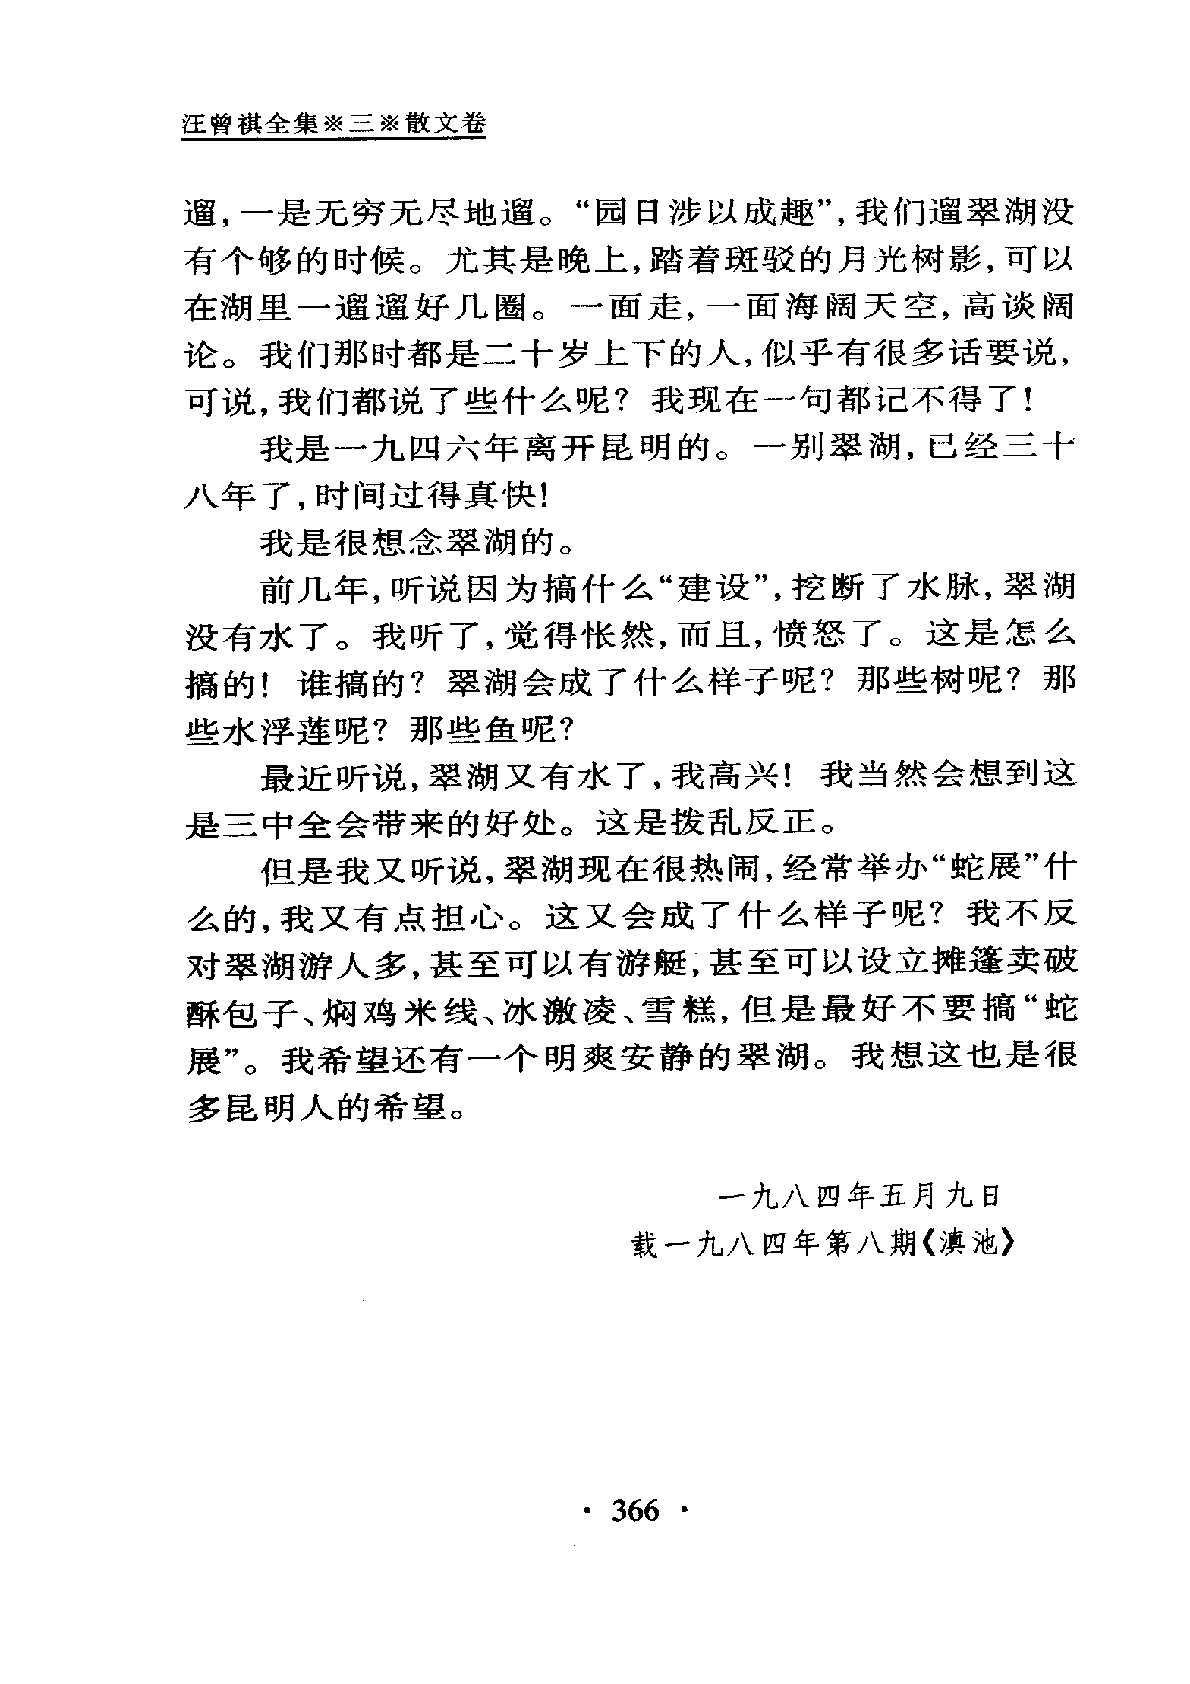 汪曾祺全集※三※散文卷
遛，一是无穷无尽地遛。“园日涉以成趣”，我们遛翠湖没
有个够的时候。尤其是晚上，踏着斑驳的月光树影，可以
在湖里一遛遛好几圈。一面走，一面海阔天空，高谈阔
论。我们那时都是二十岁上下的人，似乎有很多话要说，
可说，我们都说了些什么呢？我现在一句都记不得了！
我是一九四六年离开昆明的。一别翠湖，已经三十
八年了，时间过得真快！
我是很想念翠湖的。
前几年，听说因为搞什么“建设”，挖断了水脉，翠湖
没有水了。我听了，觉得怅然，而且，愤怒了。这是怎么
搞的！谁搞的？翠湖会成了什么样子呢？那些树呢？那
些水浮莲呢？那些鱼呢？
最近听说，翠湖又有水了，我高兴！我当然会想到这
是三中全会带来的好处。这是拨乱反正。
但是我又听说，翠湖现在很热闹，经常举办“蛇展”什
么的，我又有点担心。这又会成了什么样子呢？我不反
对翠湖游人多，甚至可以有游艇，甚至可以设立摊篷卖破
酥包子、焖鸡米线、冰激凌、雪糕，但是最好不要搞“蛇
展”。我希望还有一个明爽安静的翠湖。我想这也是很
多昆明人的希望。
一九八四年五月九日
载一九八四年第八期《滇池》
· 366 ·